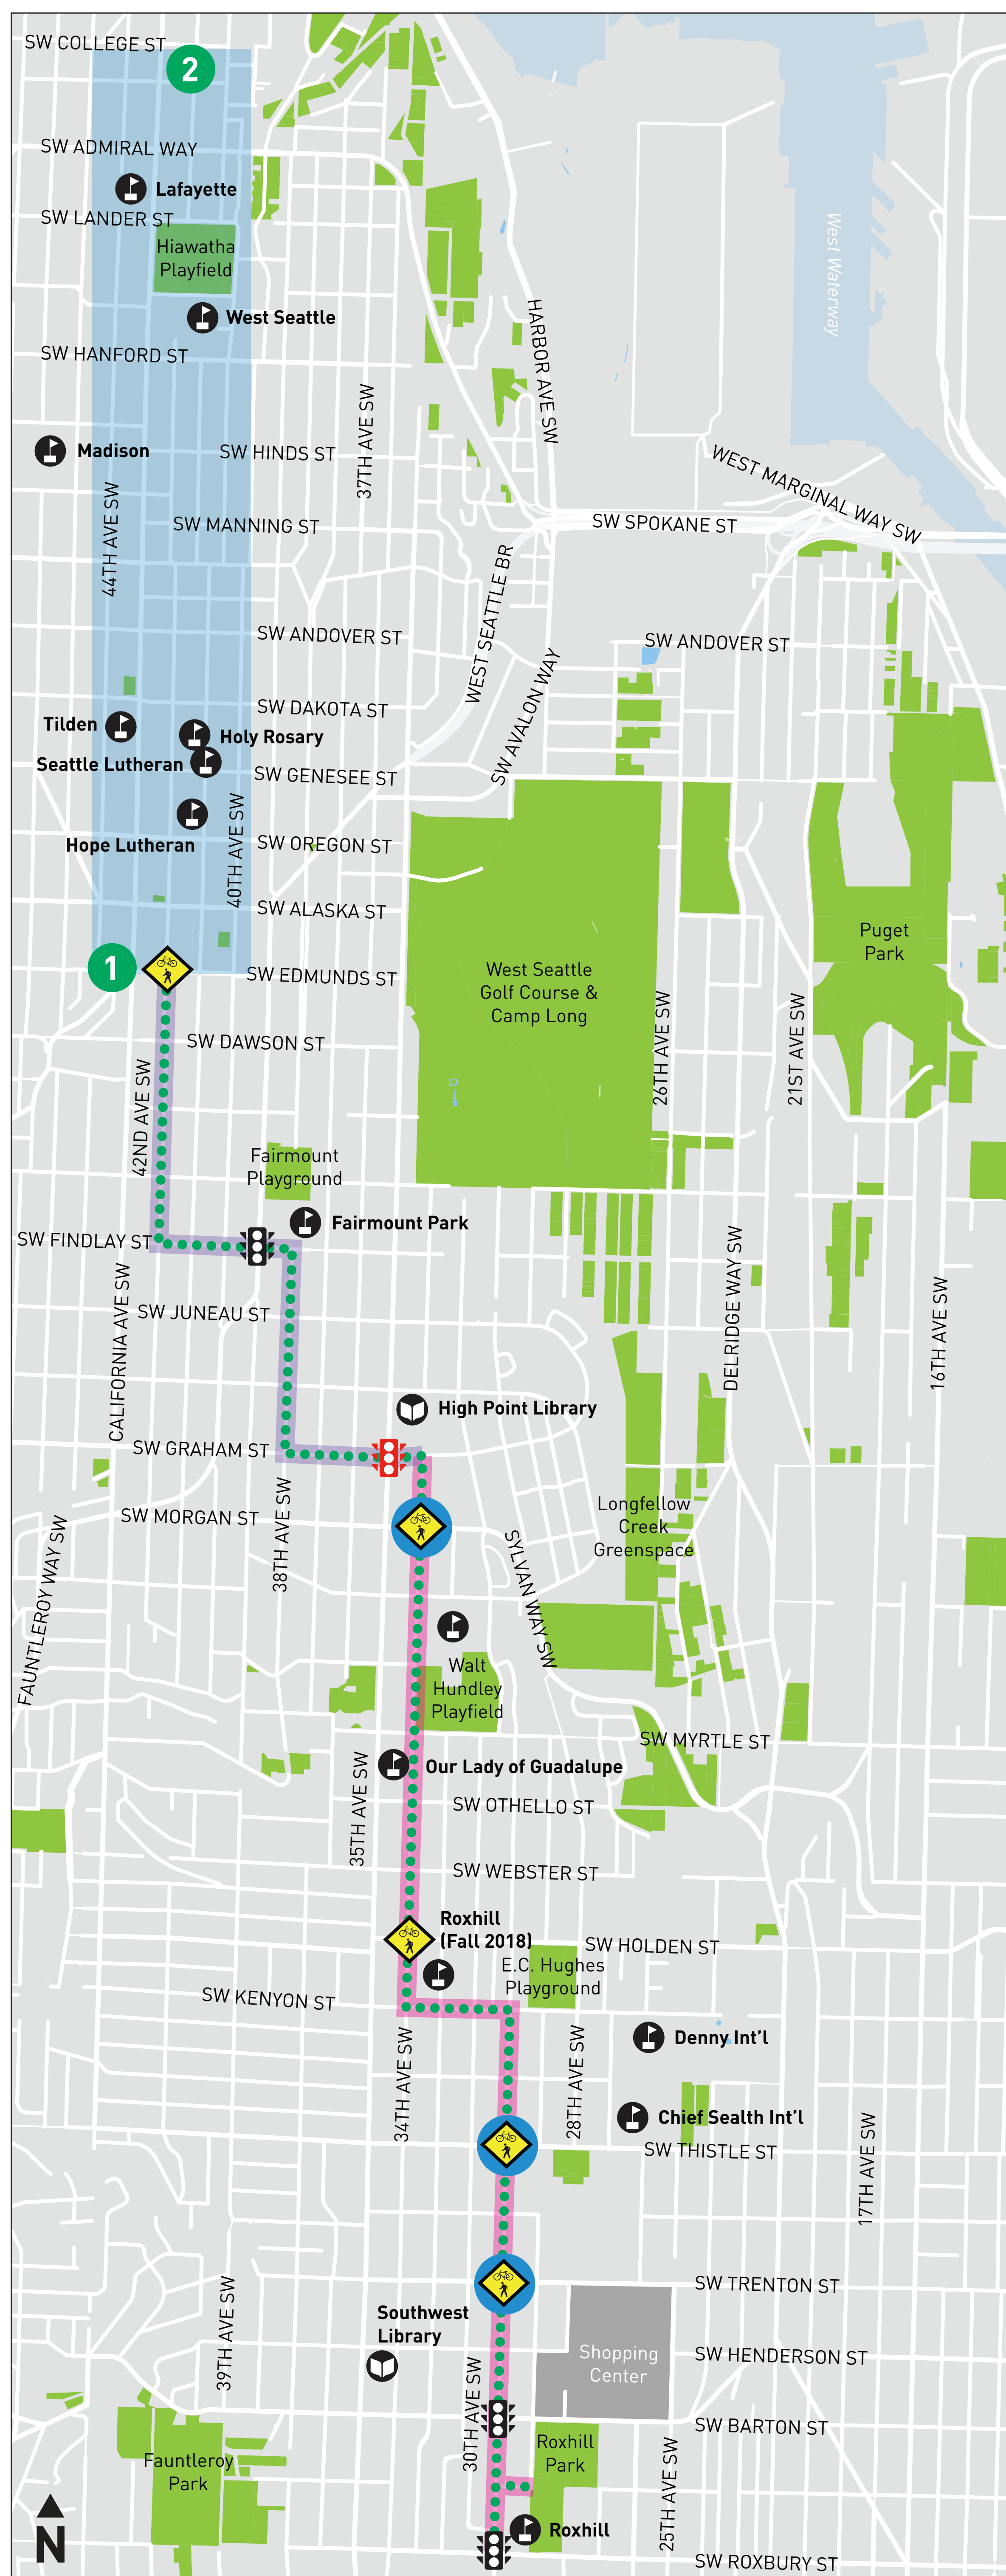 SW COLLEGE ST
2
SW ADMIRAL WAY
Lafayette
SW LANDER ST
Hiawatha
Playfield
West Waterway
West Seattle
HARBOR AVE SW
SW HANFORD ST
37TH AVE SW
Madison
SW HINDS ST
WEST MARGINAL WAY SW
44TH AVE SW
SW MANNING ST
SW SPOKANE ST
WEST SEATTLE BR
SW ANDOVER ST
SW ANDOVER ST
SW AVALON WAY
SW DAKOTA ST
Tilden
Holy Rosary
Seattle Lutheran
SW GENESEE ST
40TH AVE SW
Hope Lutheran
SW OREGON ST
SW ALASKA ST
Puget
Park
1
SW EDMUNDS ST
West Seattle
Golf Course &
Camp Long
26TH AVE SW
21ST AVE SW
SW DAWSON ST
42ND AVE SW
Fairmount
Playground
Fairmount Park
SW FINDLAY ST
DELRIDGE WAY SW
16TH AVE SW
CALIFORNIA AVE SW
SW JUNEAU ST
High Point Library
SW GRAHAM ST
38TH AVE SW
SW MORGAN ST
Longfellow
Creek
Greenspace
FAUNTLEROY WAY SW
SYLVAN WAY SW
Walt
Hundley
Playfield
SW MYRTLE ST
35TH AVE SW
Our Lady of Guadalupe
SW OTHELLO ST
SW WEBSTER ST
Roxhill
(Fall 2018)
SW HOLDEN ST
E.C. Hughes
Playground
SW KENYON ST
34TH AVE SW
28TH AVE SW
Denny Int'l
Chief Sealth Int'l
SW THISTLE ST
17TH AVE SW
39TH AVE SW
SW TRENTON ST
Southwest
Library
Shopping
Center
SW HENDERSON ST
30TH AVE SW
SW BARTON ST
Roxhill
Park
25TH AVE SW
Fauntleroy
Park
N
Roxhill
SW ROXBURY ST